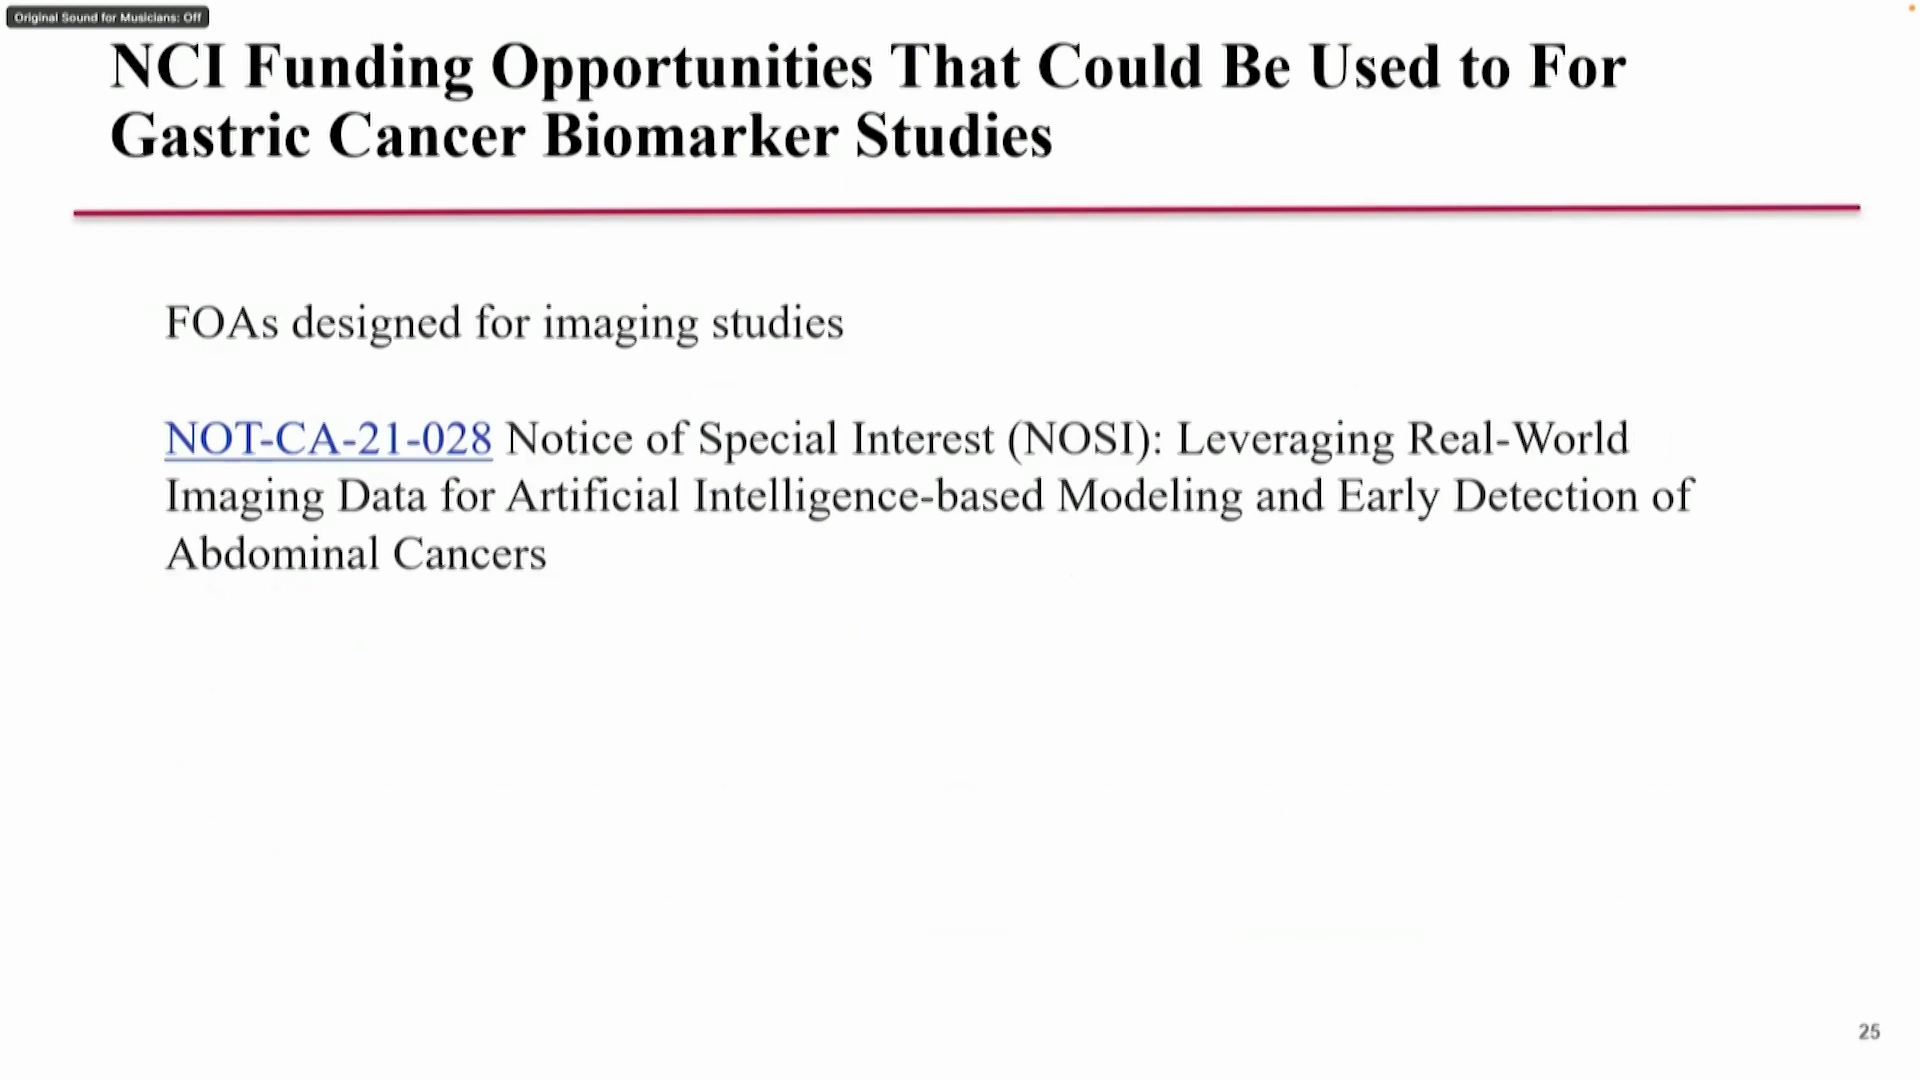 Original Sound for Musicians: Off
NCI Funding Opportunities That Could Be Used to For
Gastric Cancer Biomarker Studies
FOAs designed for imaging studies
NOT-CA-21-028 Notice of Special Interest (NOSI): Leveraging Real-World
Imaging Data for Artificial Intelligence-based Modeling and Early Detection of
Abdominal Cancers
25